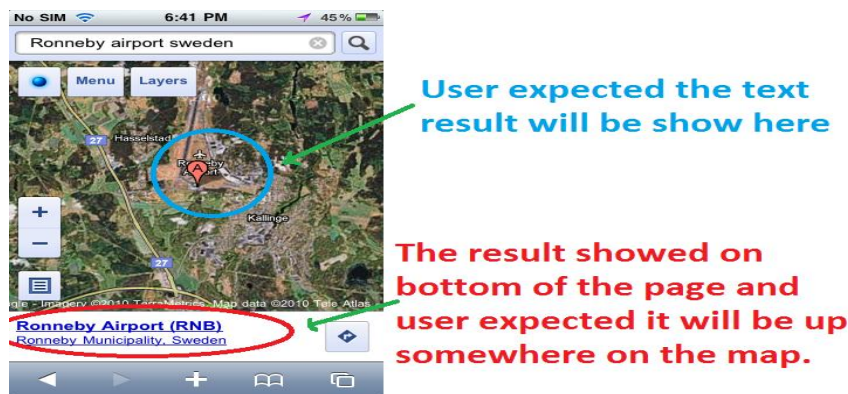 No SIM 6:41 PM 45%
Ronneby airport sweden
Menu Layers
User expected the text
result will be show here
27 Hasselstad
Ronneby
Airport
A
Kallinge
+
−
27
The result showed on
bottom of the page and
user expected it will be up
somewhere on the map.
Imagery ©2010 TerraMetrics, Map data ©2010 Tele Atlas
Ronneby Airport (RNB)
Ronneby Municipality, Sweden